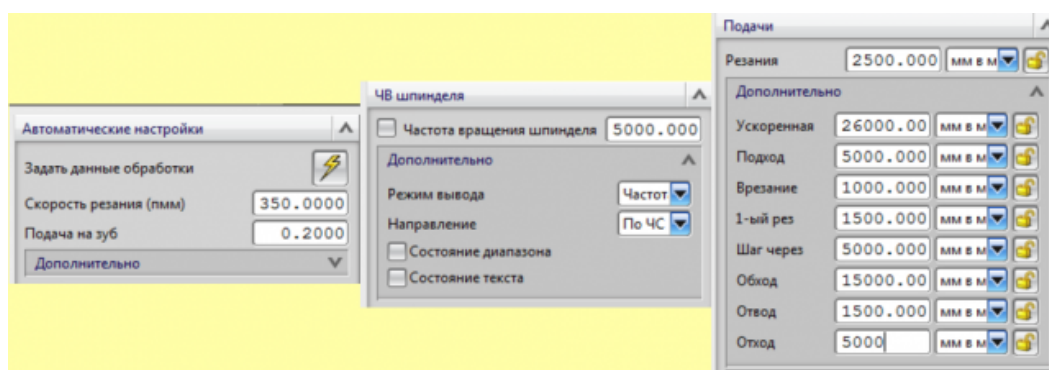 Автоматические настройки
Задать данные обработки
Скорость резания (пмм) 350.0000
Подача на зуб 0.2000
Дополнительно
ЧВ шпинделя
Частота вращения шпинделя 5000.000
Дополнительно
Режим вывода Частот
Направление По ЧС
Состояние диапазона
Состояние текста
Подачи
Резания 2500.000 мм в м
Дополнительно
Ускоренная 26000.00 мм в м
Подход 5000.000 мм в м
Врезание 1000.000 мм в м
1-ый рез 1500.000 мм в м
Шаг через 5000.000 мм в м
Обход 15000.00 мм в м
Отвод 1500.000 мм в м
Отход 5000 мм в м